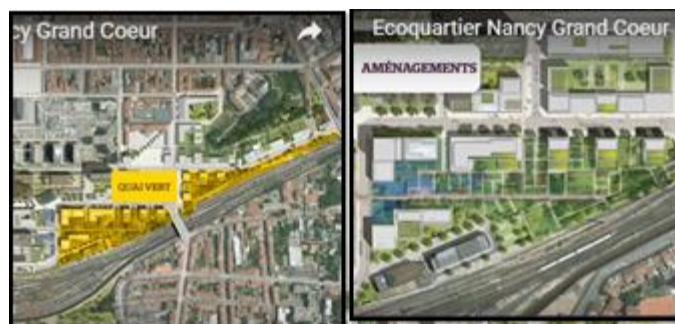 cy Grand Coeur
QUAI VERT
Ecoquartier Nancy Grand Coeur
AMÉNAGEMENTS